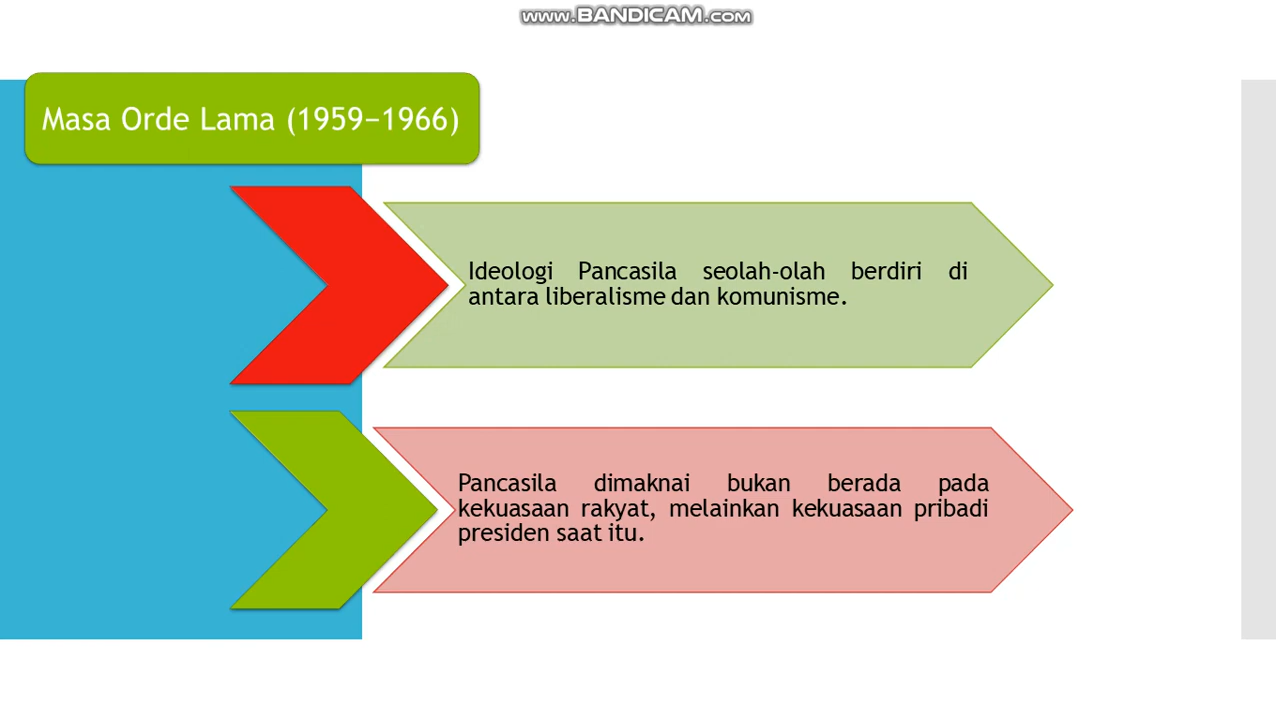 www.BANDICAM.com
Masa Orde Lama (1959−1966)
Ideologi Pancasila seolah-olah berdiri di
antara liberalisme dan komunisme.
Pancasila dimaknai bukan berada pada
kekuasaan rakyat, melainkan kekuasaan pribadi
presiden saat itu.